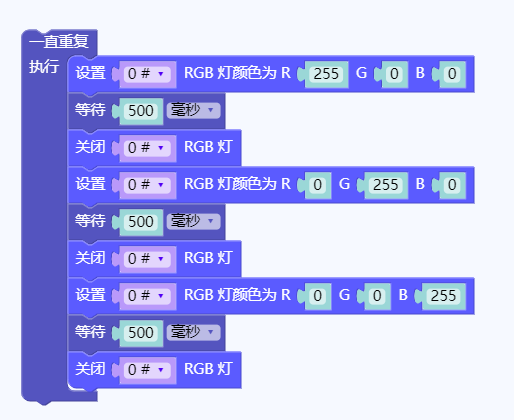 一直重复
执行
设置 0 # RGB 灯颜色为 R 255 G 0 B 0
等待 500 毫秒
关闭 0 # RGB 灯
设置 0 # RGB 灯颜色为 R 0 G 255 B 0
等待 500 毫秒
关闭 0 # RGB 灯
设置 0 # RGB 灯颜色为 R 0 G 0 B 255
等待 500 毫秒
关闭 0 # RGB 灯